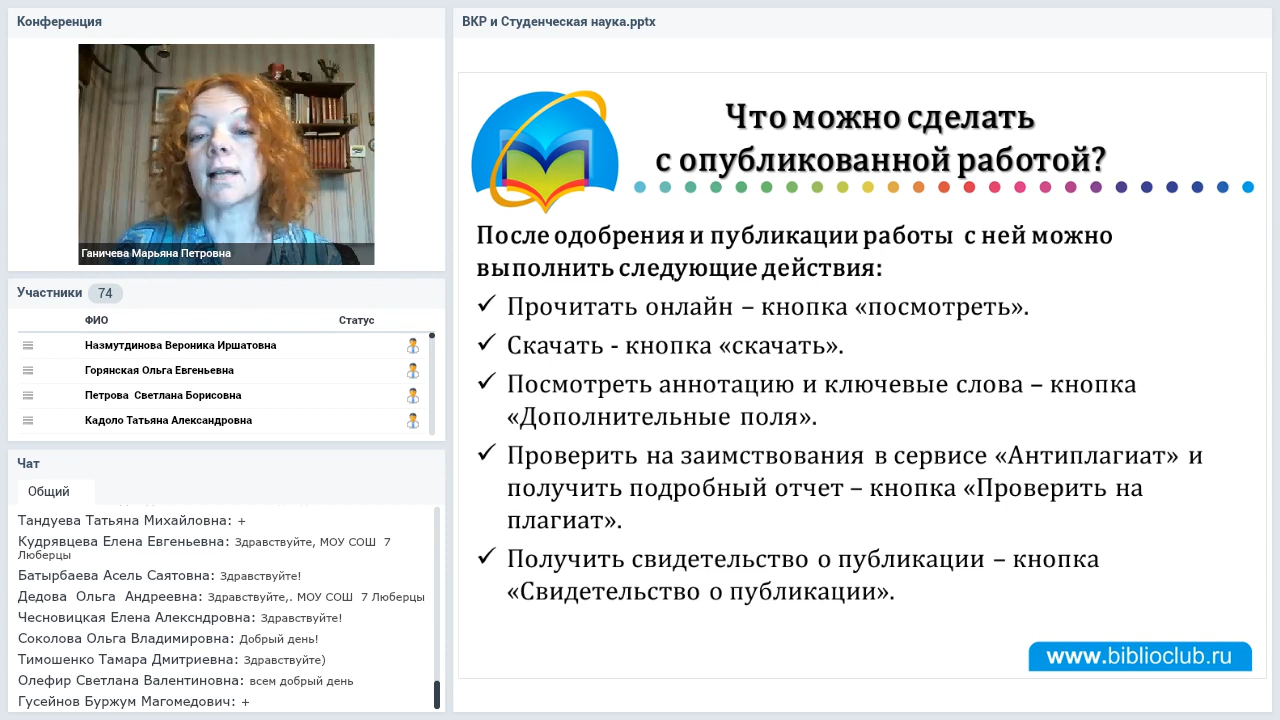 Конференция
Ганичева Марьяна Петровна
Участники 74
ФИО Статус
Назмутдинова Вероника Иршатовна
Горянская Ольга Евгеньевна
Петрова Светлана Борисовна
Кадоло Татьяна Александровна
Чат
Общий
Тандуева Татьяна Михайловна: +
Кудрявцева Елена Евгеньевна: Здравствуйте, МОУ СОШ 7
Люберцы
Батырбаева Асель Саятовна: Здравствуйте!
Дедова Ольга Андреевна: Здравствуйте,. МОУ СОШ 7 Люберцы
Чесновицкая Елена Алексндровна: Здравствуйте!
Соколова Ольга Владимировна: Добрый день!
Тимошенко Тамара Дмитриевна: Здравствуйте)
Олефир Светлана Валентиновна: всем добрый день
Гусейнов Буржум Магомедович: +
ВКР и Студенческая наука.pptx
Что можно сделать
с опубликованной работой?
После одобрения и публикации работы с ней можно
выполнить следующие действия:
✓ Прочитать онлайн – кнопка «посмотреть».
✓ Скачать - кнопка «скачать».
✓ Посмотреть аннотацию и ключевые слова – кнопка
«Дополнительные поля».
✓ Проверить на заимствования в сервисе «Антиплагиат» и
получить подробный отчет – кнопка «Проверить на
плагиат».
✓ Получить свидетельство о публикации – кнопка
«Свидетельство о публикации».
www.biblioclub.ru